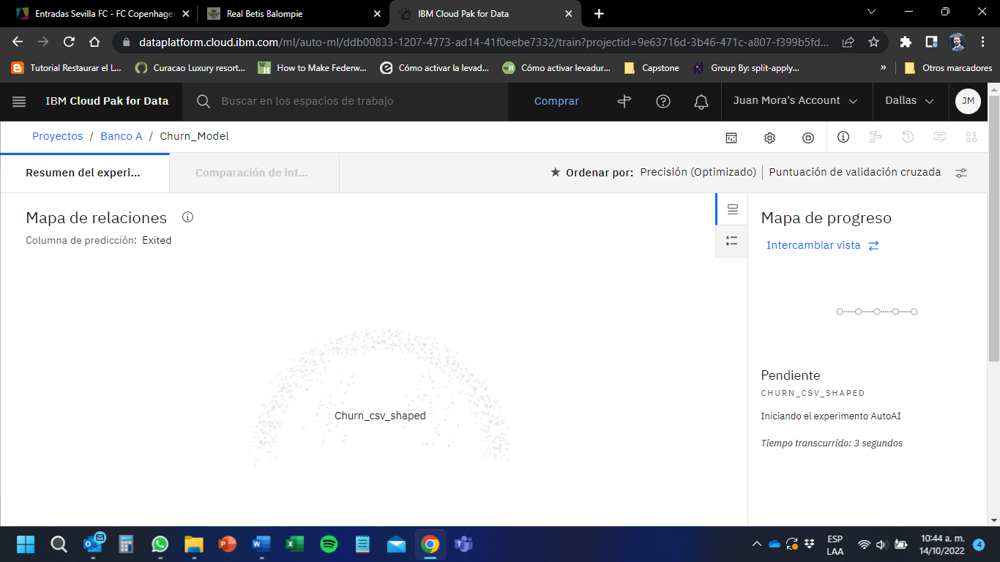 Entradas Sevilla FC - FC Copenhage
Real Betis Balompie
IBM Cloud Pak for Data
dataplatform.cloud.ibm.com/ml/auto-ml/ddb00833-1207-4773-ad14-41f0eebe7332/train?projectid=9e63716d-3b46-471c-a807-f399b5fd...
Tutorial Restaurar el L...
Curacao Luxury resort...
How to Make Federw...
Cómo activar la levad...
Cómo activar levadur...
Capstone
Group By: split-apply...
»
Otros marcadores
IBM Cloud Pak for Data
Buscar en los espacios de trabajo
Comprar
Juan Mora's Account
Dallas
JM
Proyectos / Banco A / Churn_Model
Resumen del experi...
Comparación de int...
Ordenar por: Precisión (Optimizado) | Puntuación de validación cruzada
Mapa de relaciones
Columna de predicción: Exited
Churn_csv_shaped
Mapa de progreso
Intercambiar vista
Pendiente
CHURN_CSV_SHAPED
Iniciando el experimento AutoAI
Tiempo transcurrido: 3 segundos
ESP
LAA
10:44 a. m.
14/10/2022
4